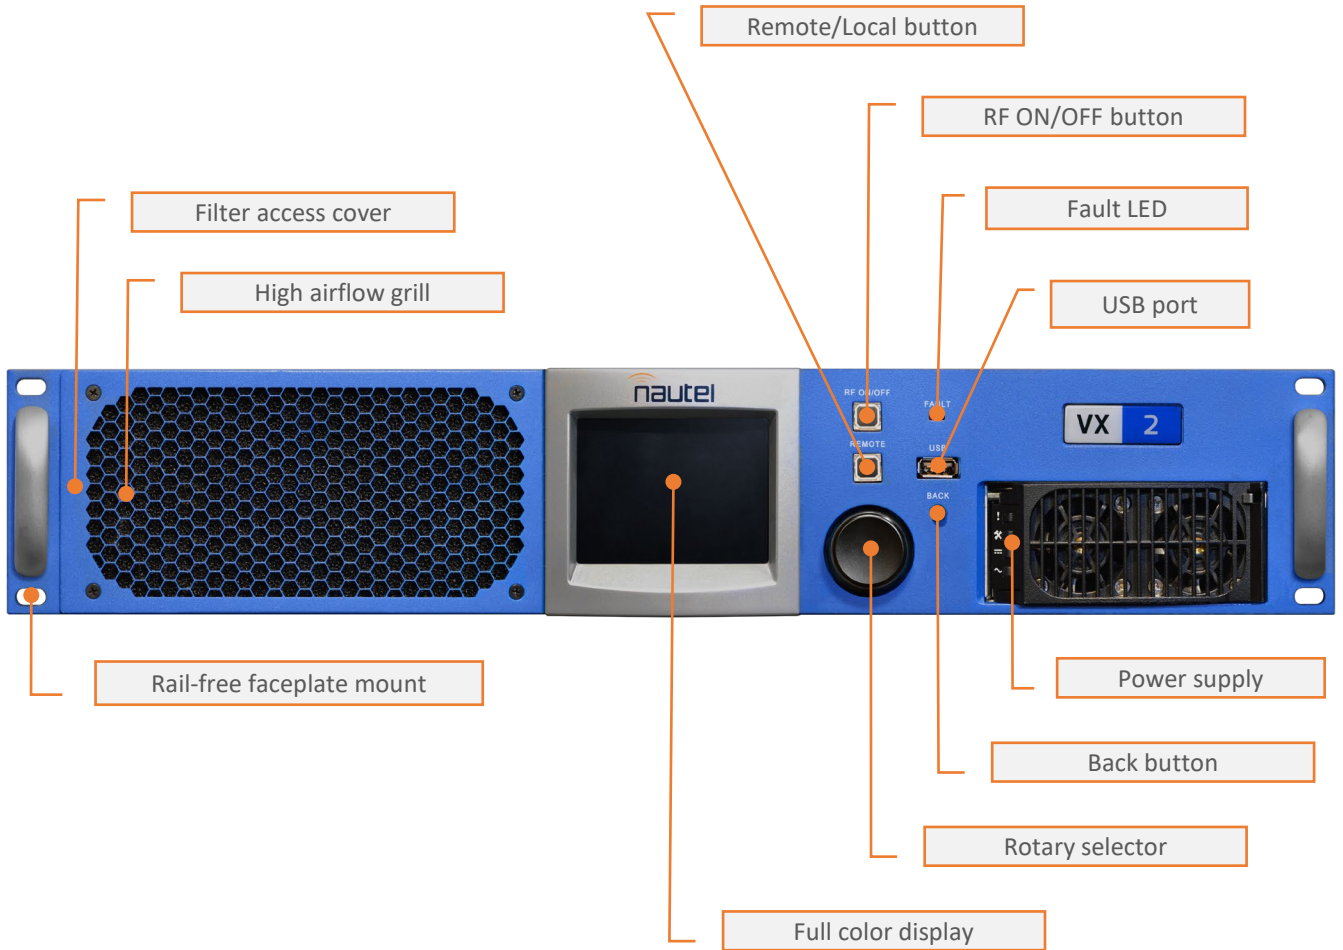 Remote/Local button
RF ON/OFF button
Filter access cover
Fault LED
High airflow grill
USB port
nautel
RF ON/OFF
FAULT
VX 2
REMOTE
USB
BACK
Rail-free faceplate mount
Power supply
Back button
Rotary selector
Full color display